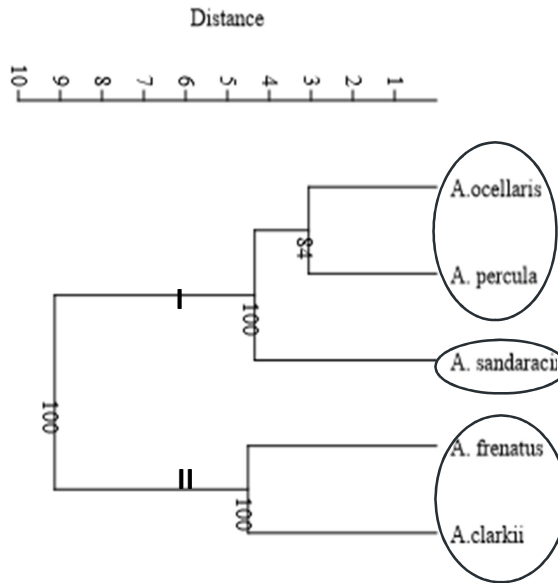 Distance
10 9 8 7 6 5 4 3 2 1
A.ocellaris
84
A. percula
I
100
A. sandaraci
100
A. frenatus
II
100
A.clarkii